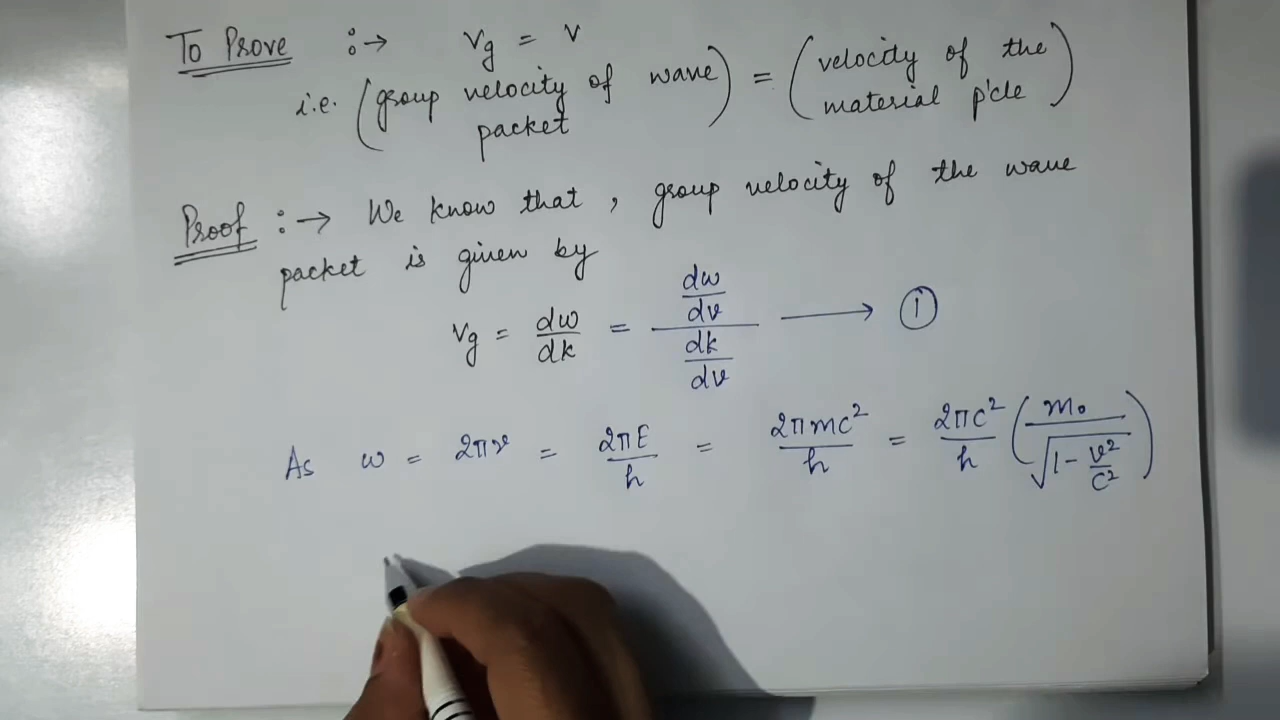 To Prove :→ Vg = v
i.e. (group velocity of wave packet) = (velocity of the material p'cle)
Proof :→ We know that, group velocity of the wave
packet is given by
Vg = dω/dk = (dω/dv)/(dk/dv) ⟶ ①
As ω = 2πν = 2πE/h = 2πmc²/h = 2πc²/h (m₀/√(1 - v²/c²))